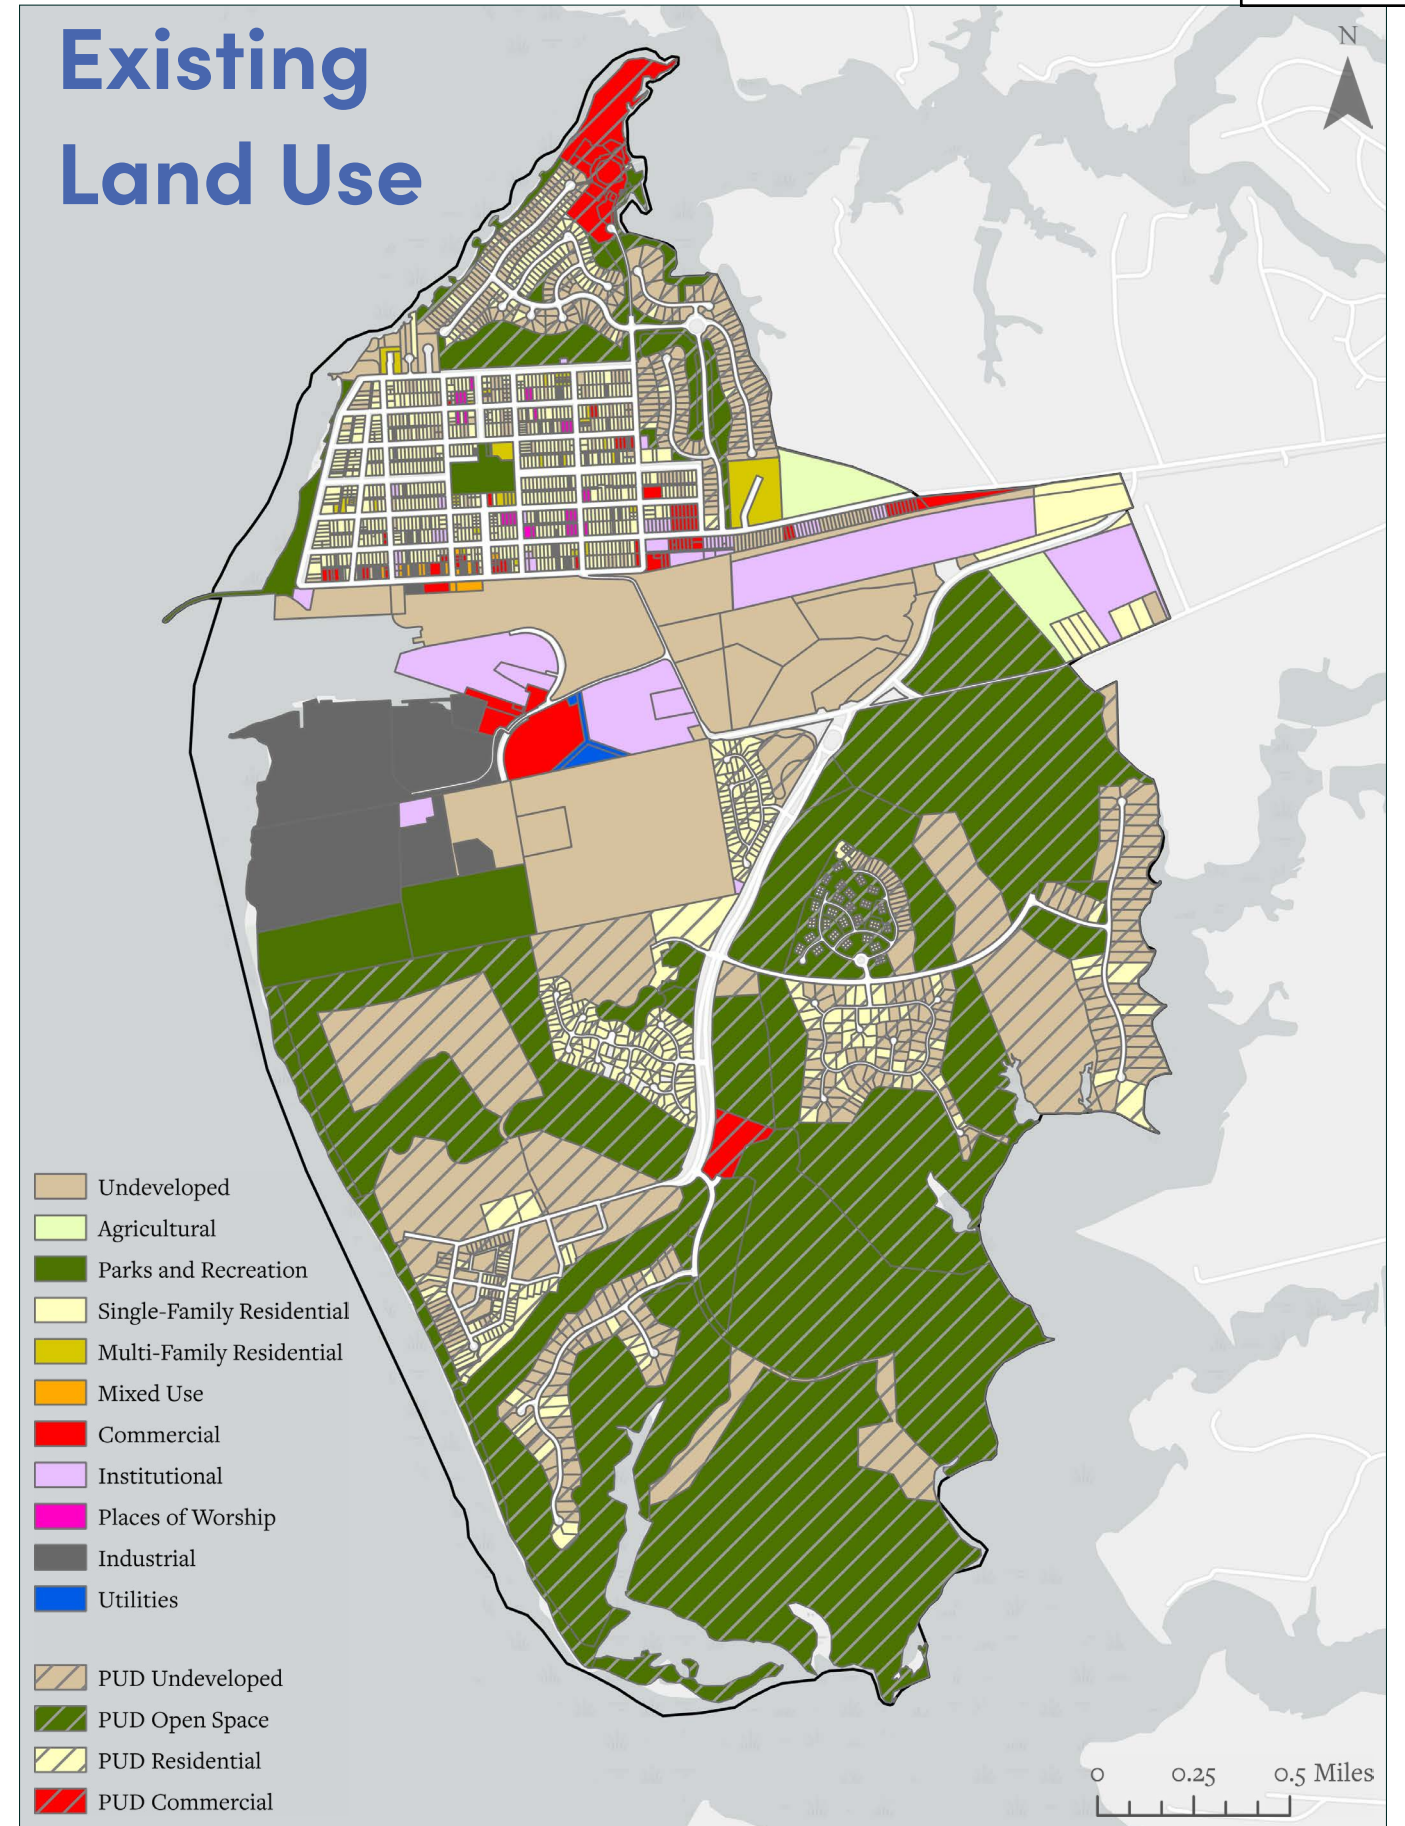 Existing
Land Use
N
Undeveloped
Agricultural
Parks and Recreation
Single-Family Residential
Multi-Family Residential
Mixed Use
Commercial
Institutional
Places of Worship
Industrial
Utilities
PUD Undeveloped
PUD Open Space
PUD Residential
PUD Commercial
0 0.25 0.5 Miles